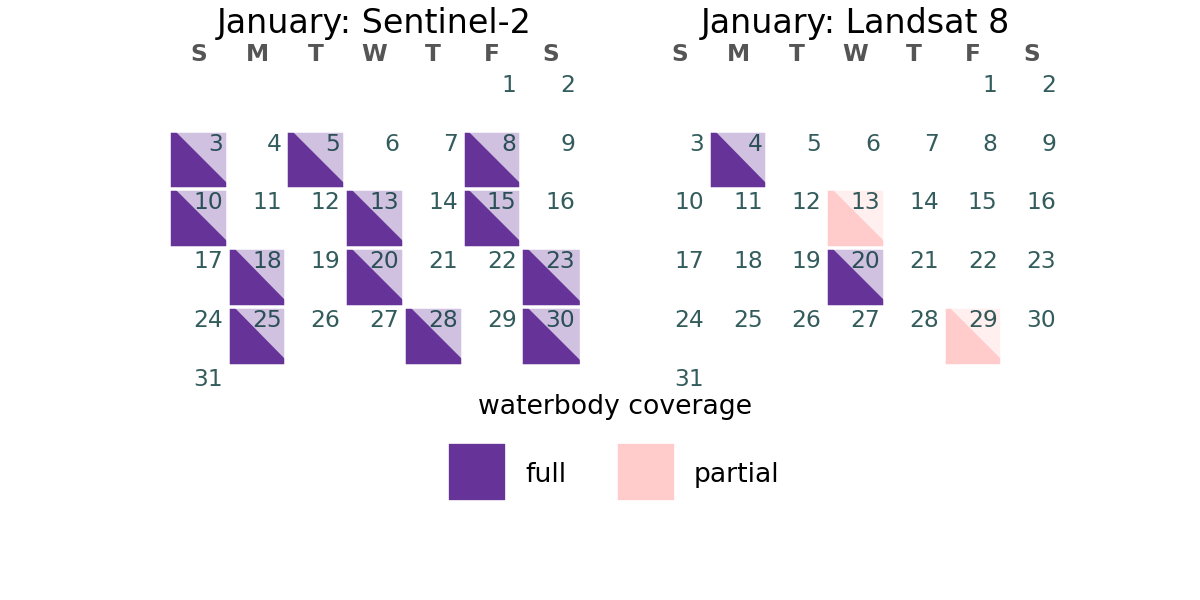 January: Sentinel-2
S M T W T F S
1 2
3 4 5 6 7 8 9
10 11 12 13 14 15 16
17 18 19 20 21 22 23
24 25 26 27 28 29 30
31
January: Landsat 8
S M T W T F S
1 2
3 4 5 6 7 8 9
10 11 12 13 14 15 16
17 18 19 20 21 22 23
24 25 26 27 28 29 30
31
waterbody coverage
full partial